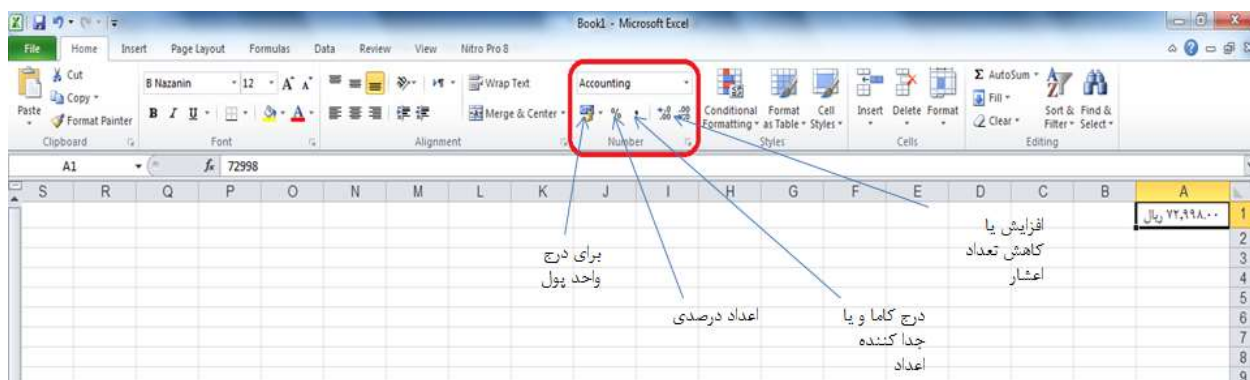 Book1 - Microsoft Excel
File Home Insert Page Layout Formulas Data Review View Nitro Pro 8
Paste
Cut
Copy
Format Painter
Clipboard
B Nazanin 12
B I U
Font
Wrap Text
Merge & Center
Alignment
Accounting
%
Number
Conditional Formatting
Format as Table
Cell Styles
Styles
Insert Delete Format
Cells
Σ AutoSum
Fill
Clear
Sort & Filter
Find & Select
Editing
A1 fx 72998
S R Q P O N M L K J I H G F E D C B A
۷۲,۹۹۸.۰۰ ریال
1
2
3
4
5
6
7
8
9
افزایش یا
کاهش تعداد
اعشار
برای درج
واحد پول
اعداد درصدی
درج کاما و یا
جدا کننده
اعداد